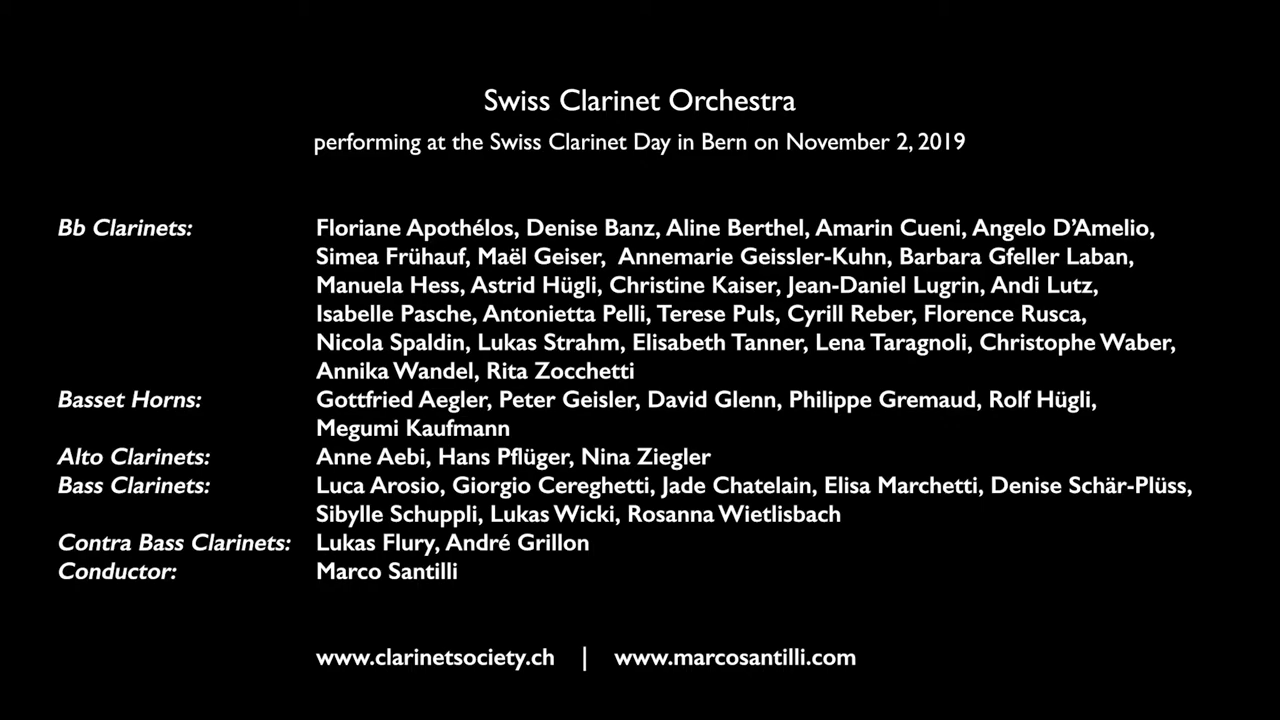 Swiss Clarinet Orchestra
performing at the Swiss Clarinet Day in Bern on November 2, 2019
Bb Clarinets: Floriane Apothélos, Denise Banz, Aline Berthel, Amarin Cueni, Angelo D’Amelio,
Simea Frühauf, Maël Geiser, Annemarie Geissler-Kuhn, Barbara Gfeller Laban,
Manuela Hess, Astrid Hügli, Christine Kaiser, Jean-Daniel Lugrin, Andi Lutz,
Isabelle Pasche, Antonietta Pelli, Terese Puls, Cyrill Reber, Florence Rusca,
Nicola Spaldin, Lukas Strahm, Elisabeth Tanner, Lena Taragnoli, Christophe Waber,
Annika Wandel, Rita Zocchetti
Basset Horns: Gottfried Aegler, Peter Geisler, David Glenn, Philippe Gremaud, Rolf Hügli,
Megumi Kaufmann
Alto Clarinets: Anne Aebi, Hans Pflüger, Nina Ziegler
Bass Clarinets: Luca Arosio, Giorgio Cereghetti, Jade Chatelain, Elisa Marchetti, Denise Schär-Plüss,
Sibylle Schuppli, Lukas Wicki, Rosanna Wietlisbach
Contra Bass Clarinets: Lukas Flury, André Grillon
Conductor: Marco Santilli
www.clarinetsociety.ch | www.marcosantilli.com